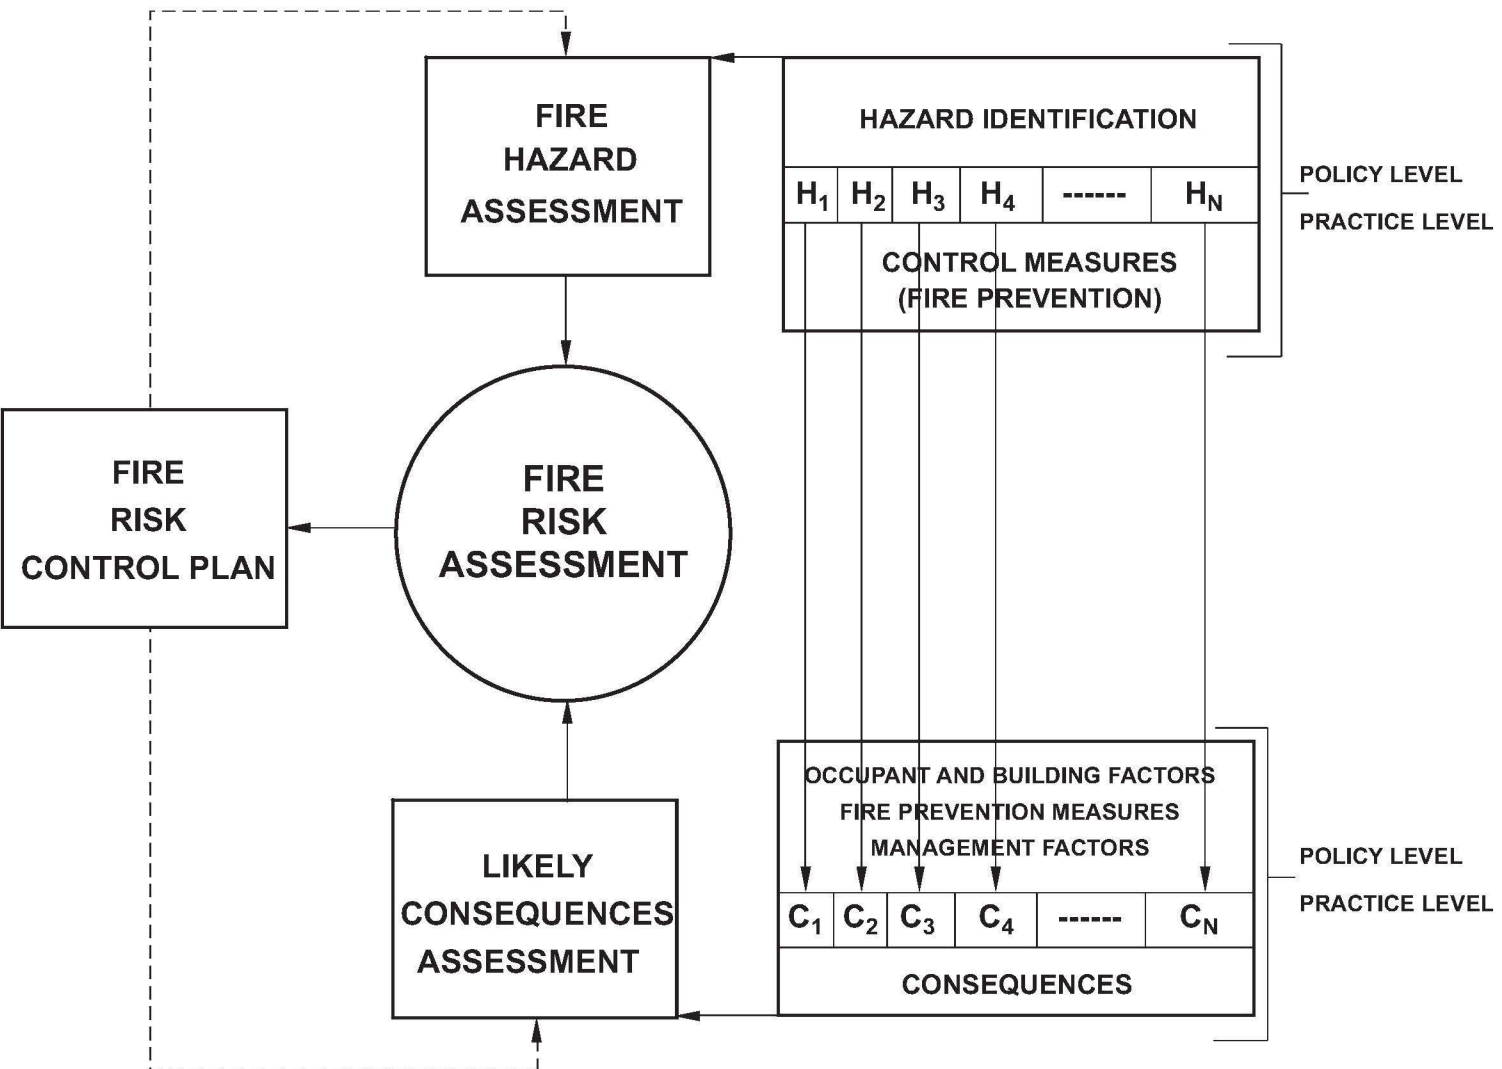 FIRE
HAZARD
ASSESSMENT
HAZARD IDENTIFICATION
H1 H2 H3 H4 ------ HN
CONTROL MEASURES
(FIRE PREVENTION)
POLICY LEVEL
PRACTICE LEVEL
FIRE
RISK
CONTROL PLAN
FIRE
RISK
ASSESSMENT
LIKELY
CONSEQUENCES
ASSESSMENT
OCCUPANT AND BUILDING FACTORS
FIRE PREVENTION MEASURES
MANAGEMENT FACTORS
C1 C2 C3 C4 ------ CN
CONSEQUENCES
POLICY LEVEL
PRACTICE LEVEL